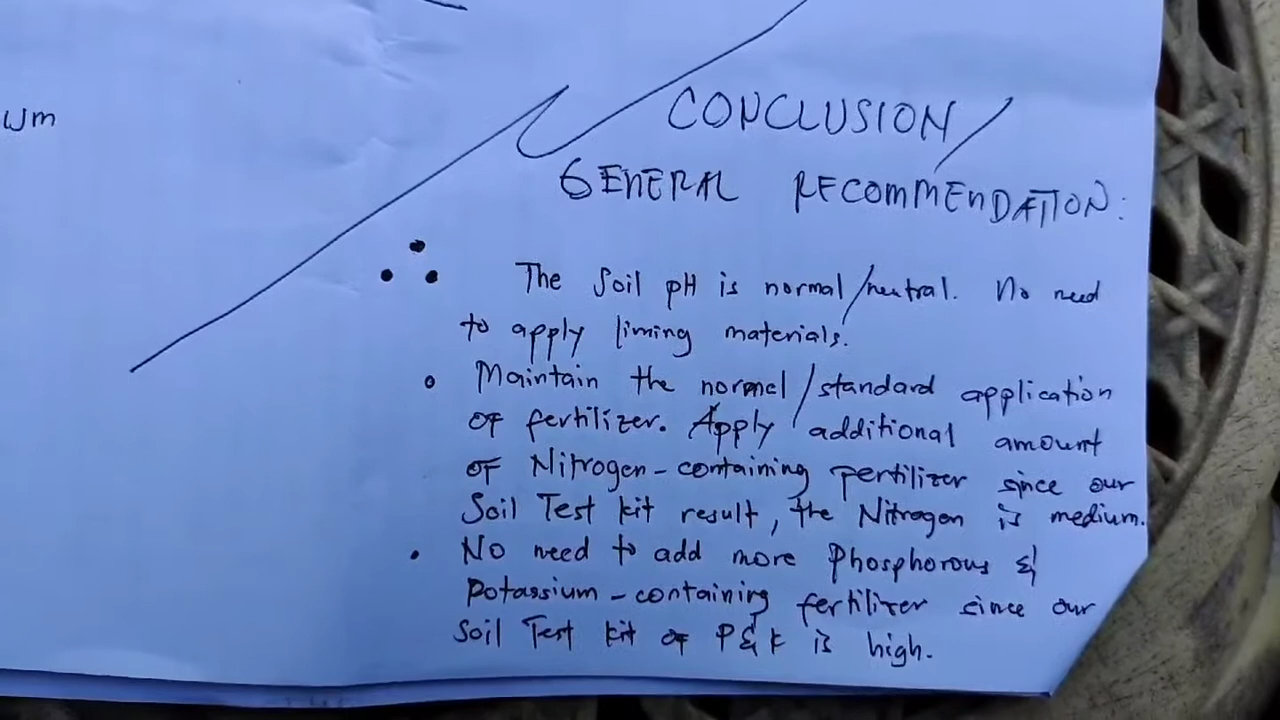 um
CONCLUSION/
GENERAL RECOMMENDATION:
∴ The Soil pH is normal/neutral. No need
to apply liming materials.
• Maintain the normal/standard application
of fertilizer. Apply additional amount
of Nitrogen-containing pertilizer since our
Soil Test kit result, the Nitrogen is medium.
• No need to add more Phosphorous &
Potassium-containing fertilizer since our
Soil Test kit of P&K is high.